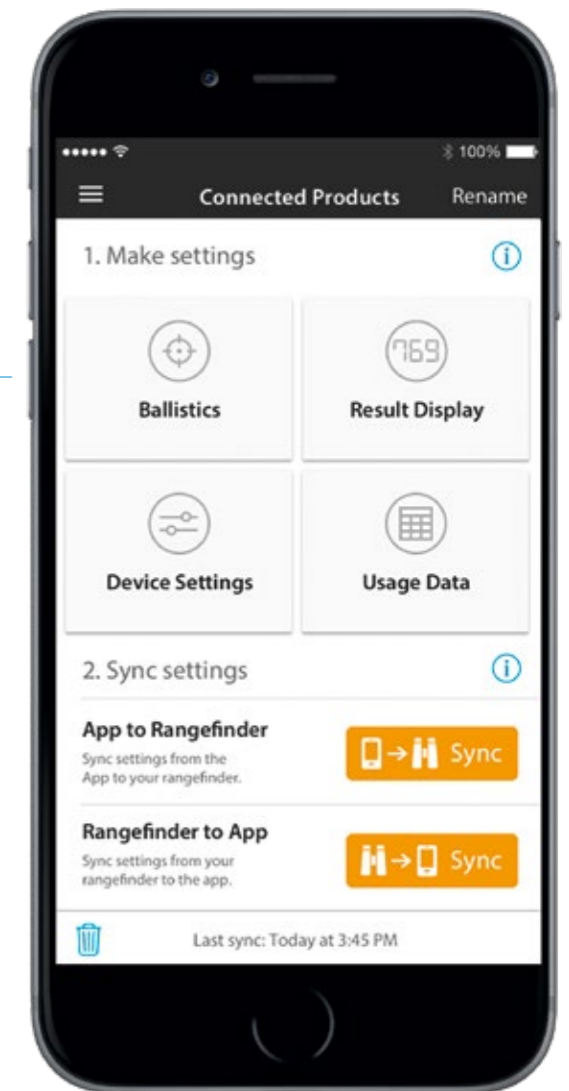 100%
Connected Products
Rename
1. Make settings
769
Ballistics
Result Display
Device Settings
Usage Data
2. Sync settings
App to Rangefinder
Sync settings from the
App to your rangefinder.
Sync
Rangefinder to App
Sync settings from your
rangefinder to the app.
Sync
Last sync: Today at 3:45 PM